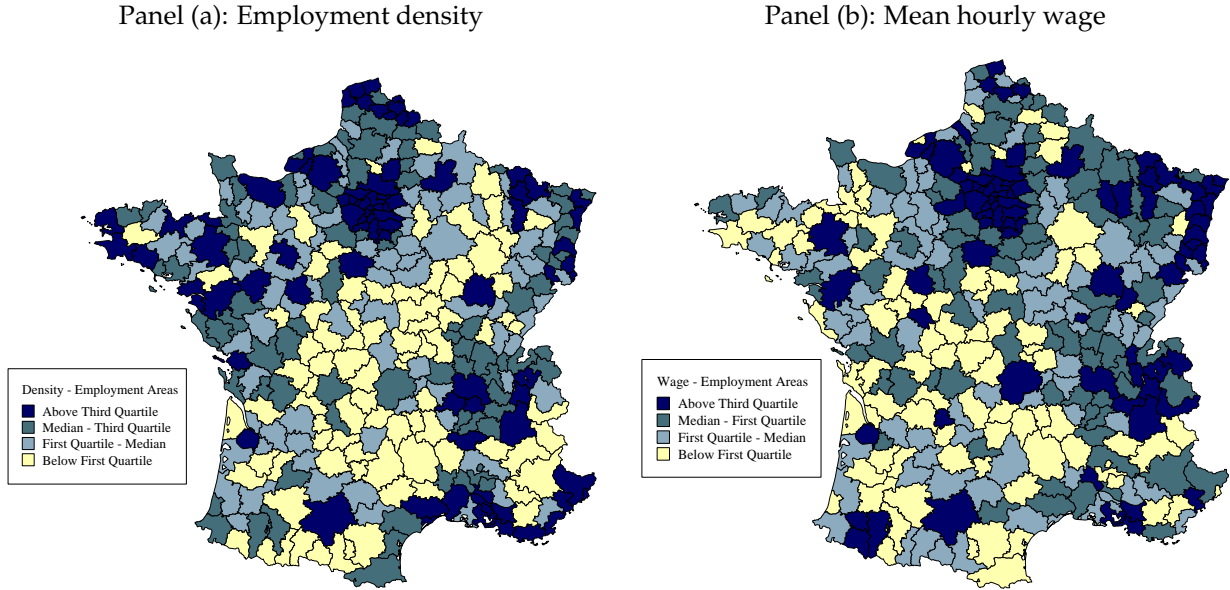 Panel (a): Employment density
Panel (b): Mean hourly wage
Density - Employment Areas
Above Third Quartile
Median - Third Quartile
First Quartile - Median
Below First Quartile
Wage - Employment Areas
Above Third Quartile
Median - First Quartile
First Quartile - Median
Below First Quartile